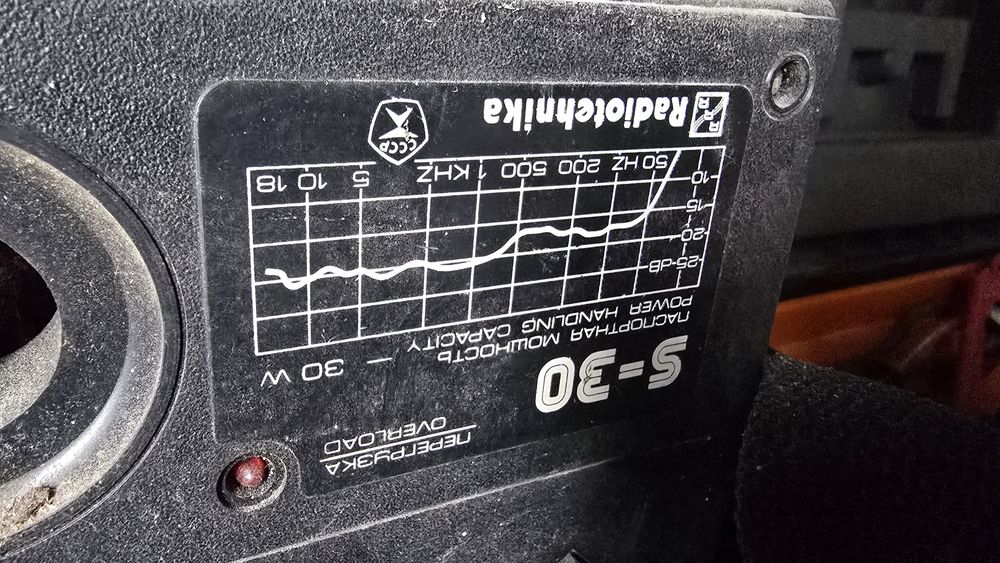 ПЕРЕГРУЗКА
OVERLOAD
S-30
ПАСПОРТНАЯ МОЩНОСТЬ — 30 W
POWER HANDLING CAPACITY
25-dB
20
15
10
50 HZ 200 500 1 KHZ 5 10 18
RRR Radiotehnika
СССР